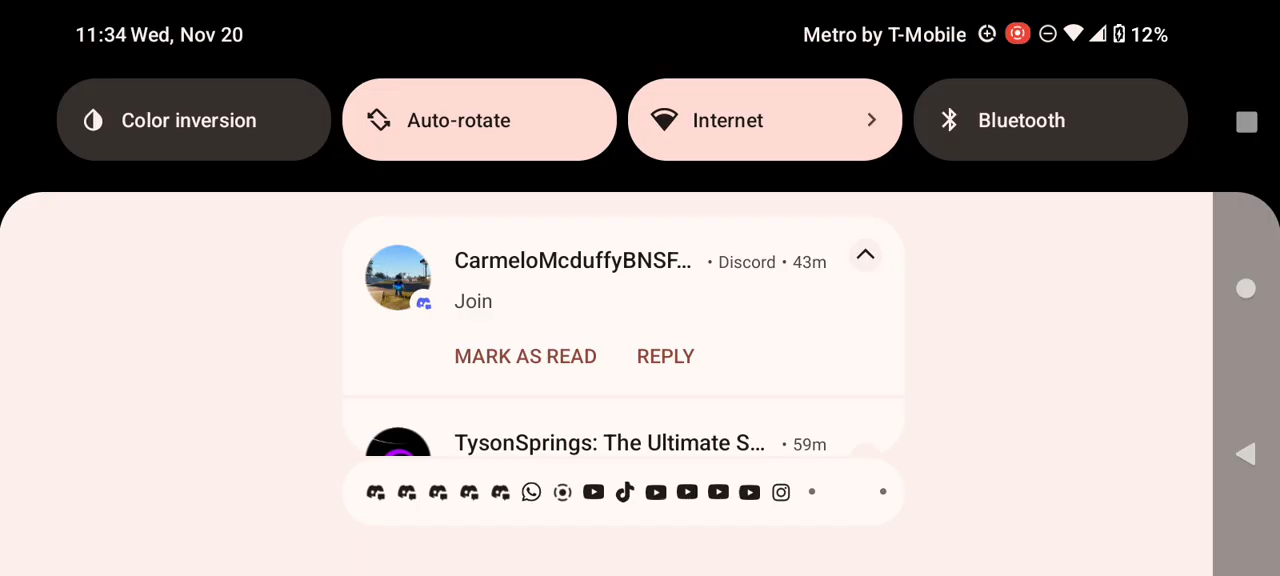 11:34 Wed, Nov 20
Metro by T-Mobile 12%
Color inversion
Auto-rotate
Internet
Bluetooth
CarmeloMcduffyBNSF... • Discord • 43m
Join
MARK AS READ REPLY
TysonSprings: The Ultimate S... • 59m